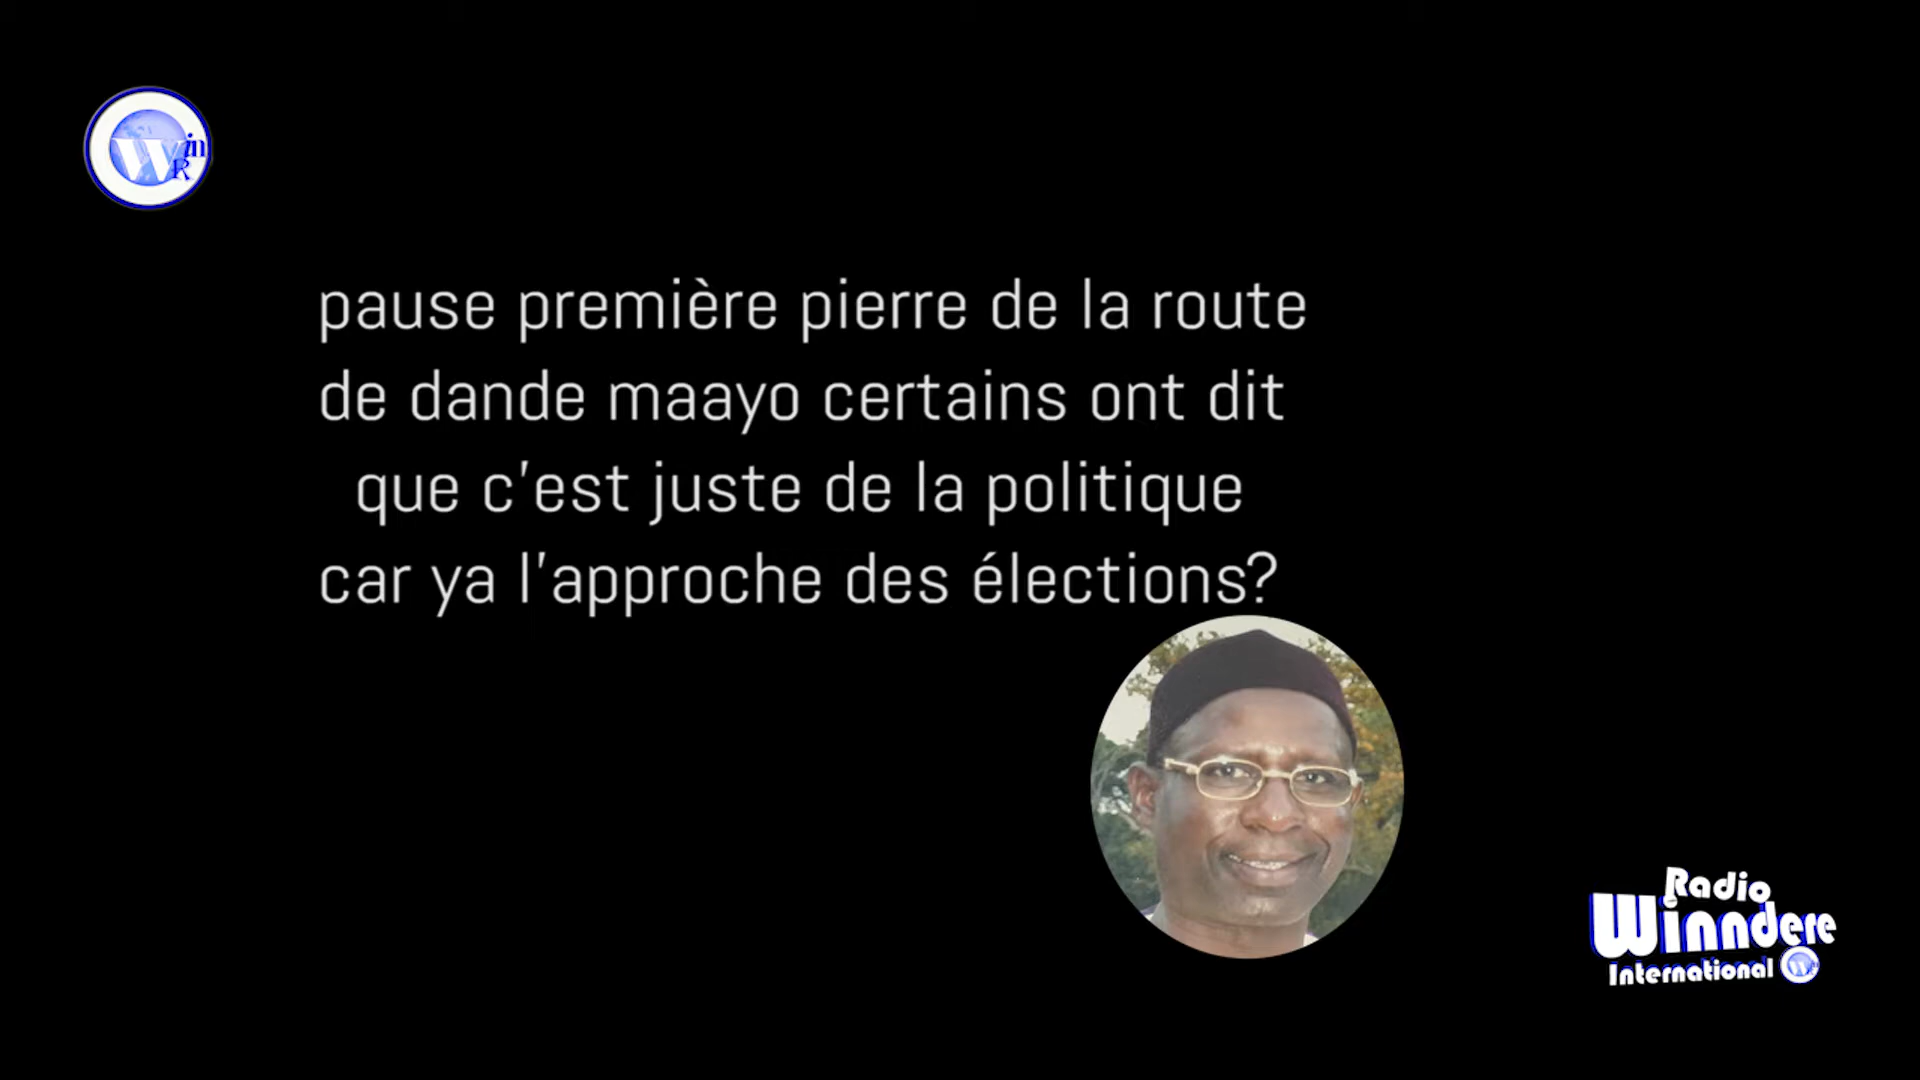 Win
R
pause première pierre de la route
de dande maayo certains ont dit
que c'est juste de la politique
car ya l'approche des élections?
Radio
Winndere
International